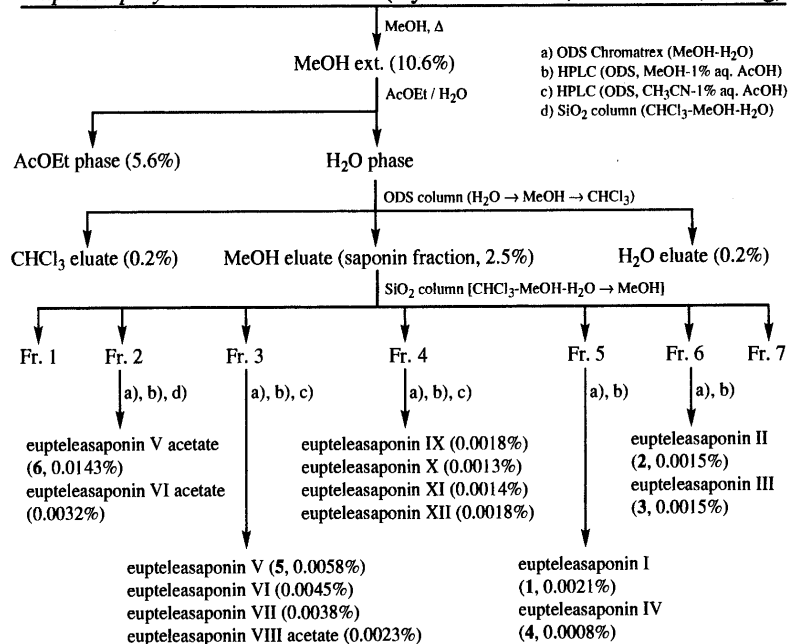 MeOH, Δ
MeOH ext. (10.6%)
a) ODS Chromatrex (MeOH-H2O)
b) HPLC (ODS, MeOH-1% aq. AcOH)
c) HPLC (ODS, CH3CN-1% aq. AcOH)
d) SiO2 column (CHCl3-MeOH-H2O)
AcOEt / H2O
AcOEt phase (5.6%) H2O phase
ODS column (H2O → MeOH → CHCl3)
CHCl3 eluate (0.2%) MeOH eluate (saponin fraction, 2.5%) H2O eluate (0.2%)
SiO2 column [CHCl3-MeOH-H2O → MeOH]
Fr. 1 Fr. 2 Fr. 3 Fr. 4 Fr. 5 Fr. 6 Fr. 7
a), b), d) a), b), c) a), b), c) a), b) a), b)
eupteleasaponin V acetate
(6, 0.0143%)
eupteleasaponin VI acetate
(0.0032%)
eupteleasaponin IX (0.0018%)
eupteleasaponin X (0.0013%)
eupteleasaponin XI (0.0014%)
eupteleasaponin XII (0.0018%)
eupteleasaponin II
(2, 0.0015%)
eupteleasaponin III
(3, 0.0015%)
eupteleasaponin V (5, 0.0058%)
eupteleasaponin VI (0.0045%)
eupteleasaponin VII (0.0038%)
eupteleasaponin VIII acetate (0.0023%)
eupteleasaponin I
(1, 0.0021%)
eupteleasaponin IV
(4, 0.0008%)